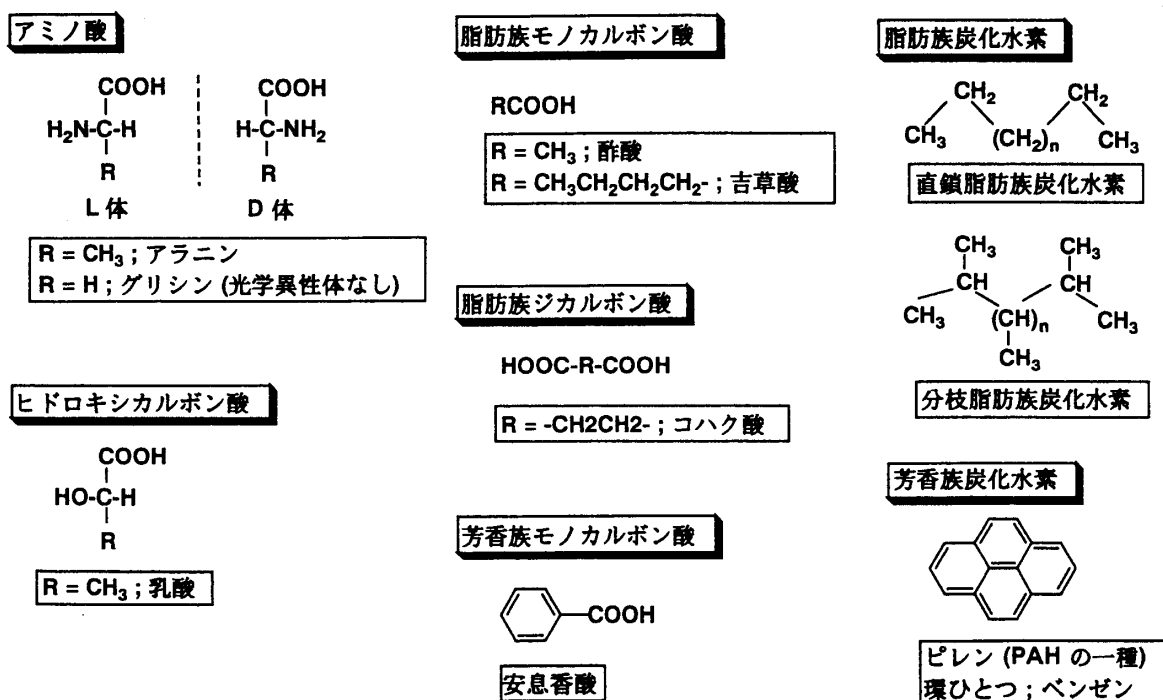 アミノ酸
COOH
H₂N-C-H
R
L 体
COOH
H-C-NH₂
R
D 体
R = CH₃ ; アラニン
R = H ; グリシン (光学異性体なし)
ヒドロキシカルボン酸
COOH
HO-C-H
R
R = CH₃ ; 乳酸
脂肪族モノカルボン酸
RCOOH
R = CH₃ ; 酢酸
R = CH₃CH₂CH₂CH₂- ; 吉草酸
脂肪族ジカルボン酸
HOOC-R-COOH
R = -CH2CH2- ; コハク酸
芳香族モノカルボン酸
COOH
安息香酸
脂肪族炭化水素
CH₂ CH₂
CH₃ (CH₂)ₙ CH₃
直鎖脂肪族炭化水素
CH₃ CH₃
CH CH
CH₃ (CH)ₙ CH₃
CH₃
分枝脂肪族炭化水素
芳香族炭化水素
ピレン (PAH の一種)
環ひとつ ; ベンゼン